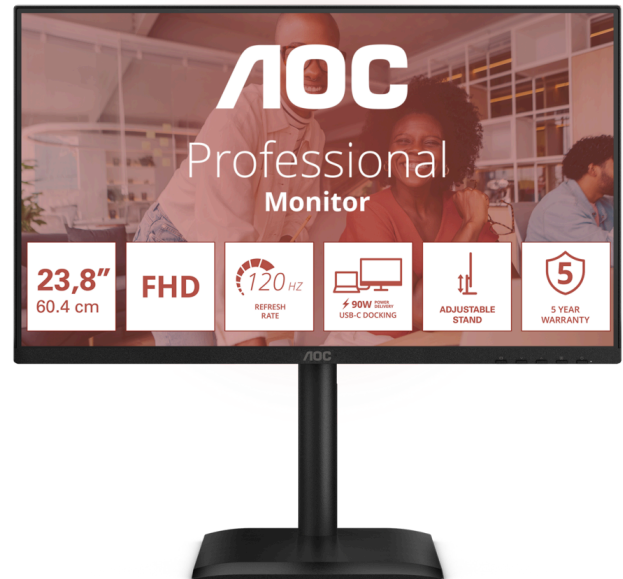 AOC
Professional
Monitor
23,8”
60.4 cm
FHD
120 HZ
REFRESH
RATE
90W POWER
DELIVERY
USB-C DOCKING
ADJUSTABLE
STAND
5
5 YEAR
WARRANTY
AOC